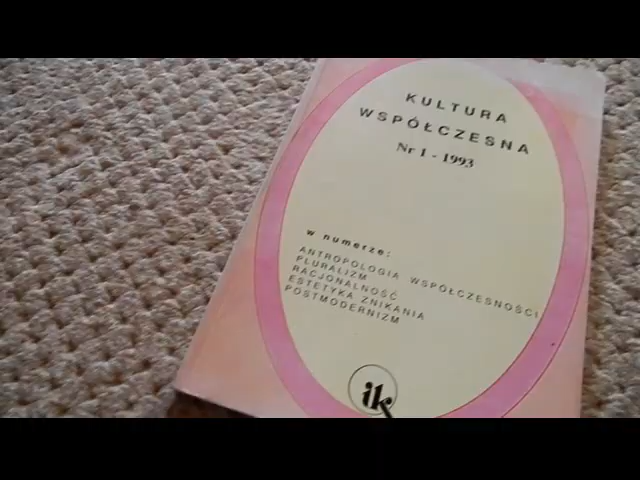 KULTURA
WSPÓŁCZESNA
Nr 1 - 1993
w numerze:
ANTROPOLOGIA WSPÓŁCZESNOŚCI
PLURALIZM
RACJONALNOŚĆ
ESTETYKA ZNIKANIA
POSTMODERNIZM
ik